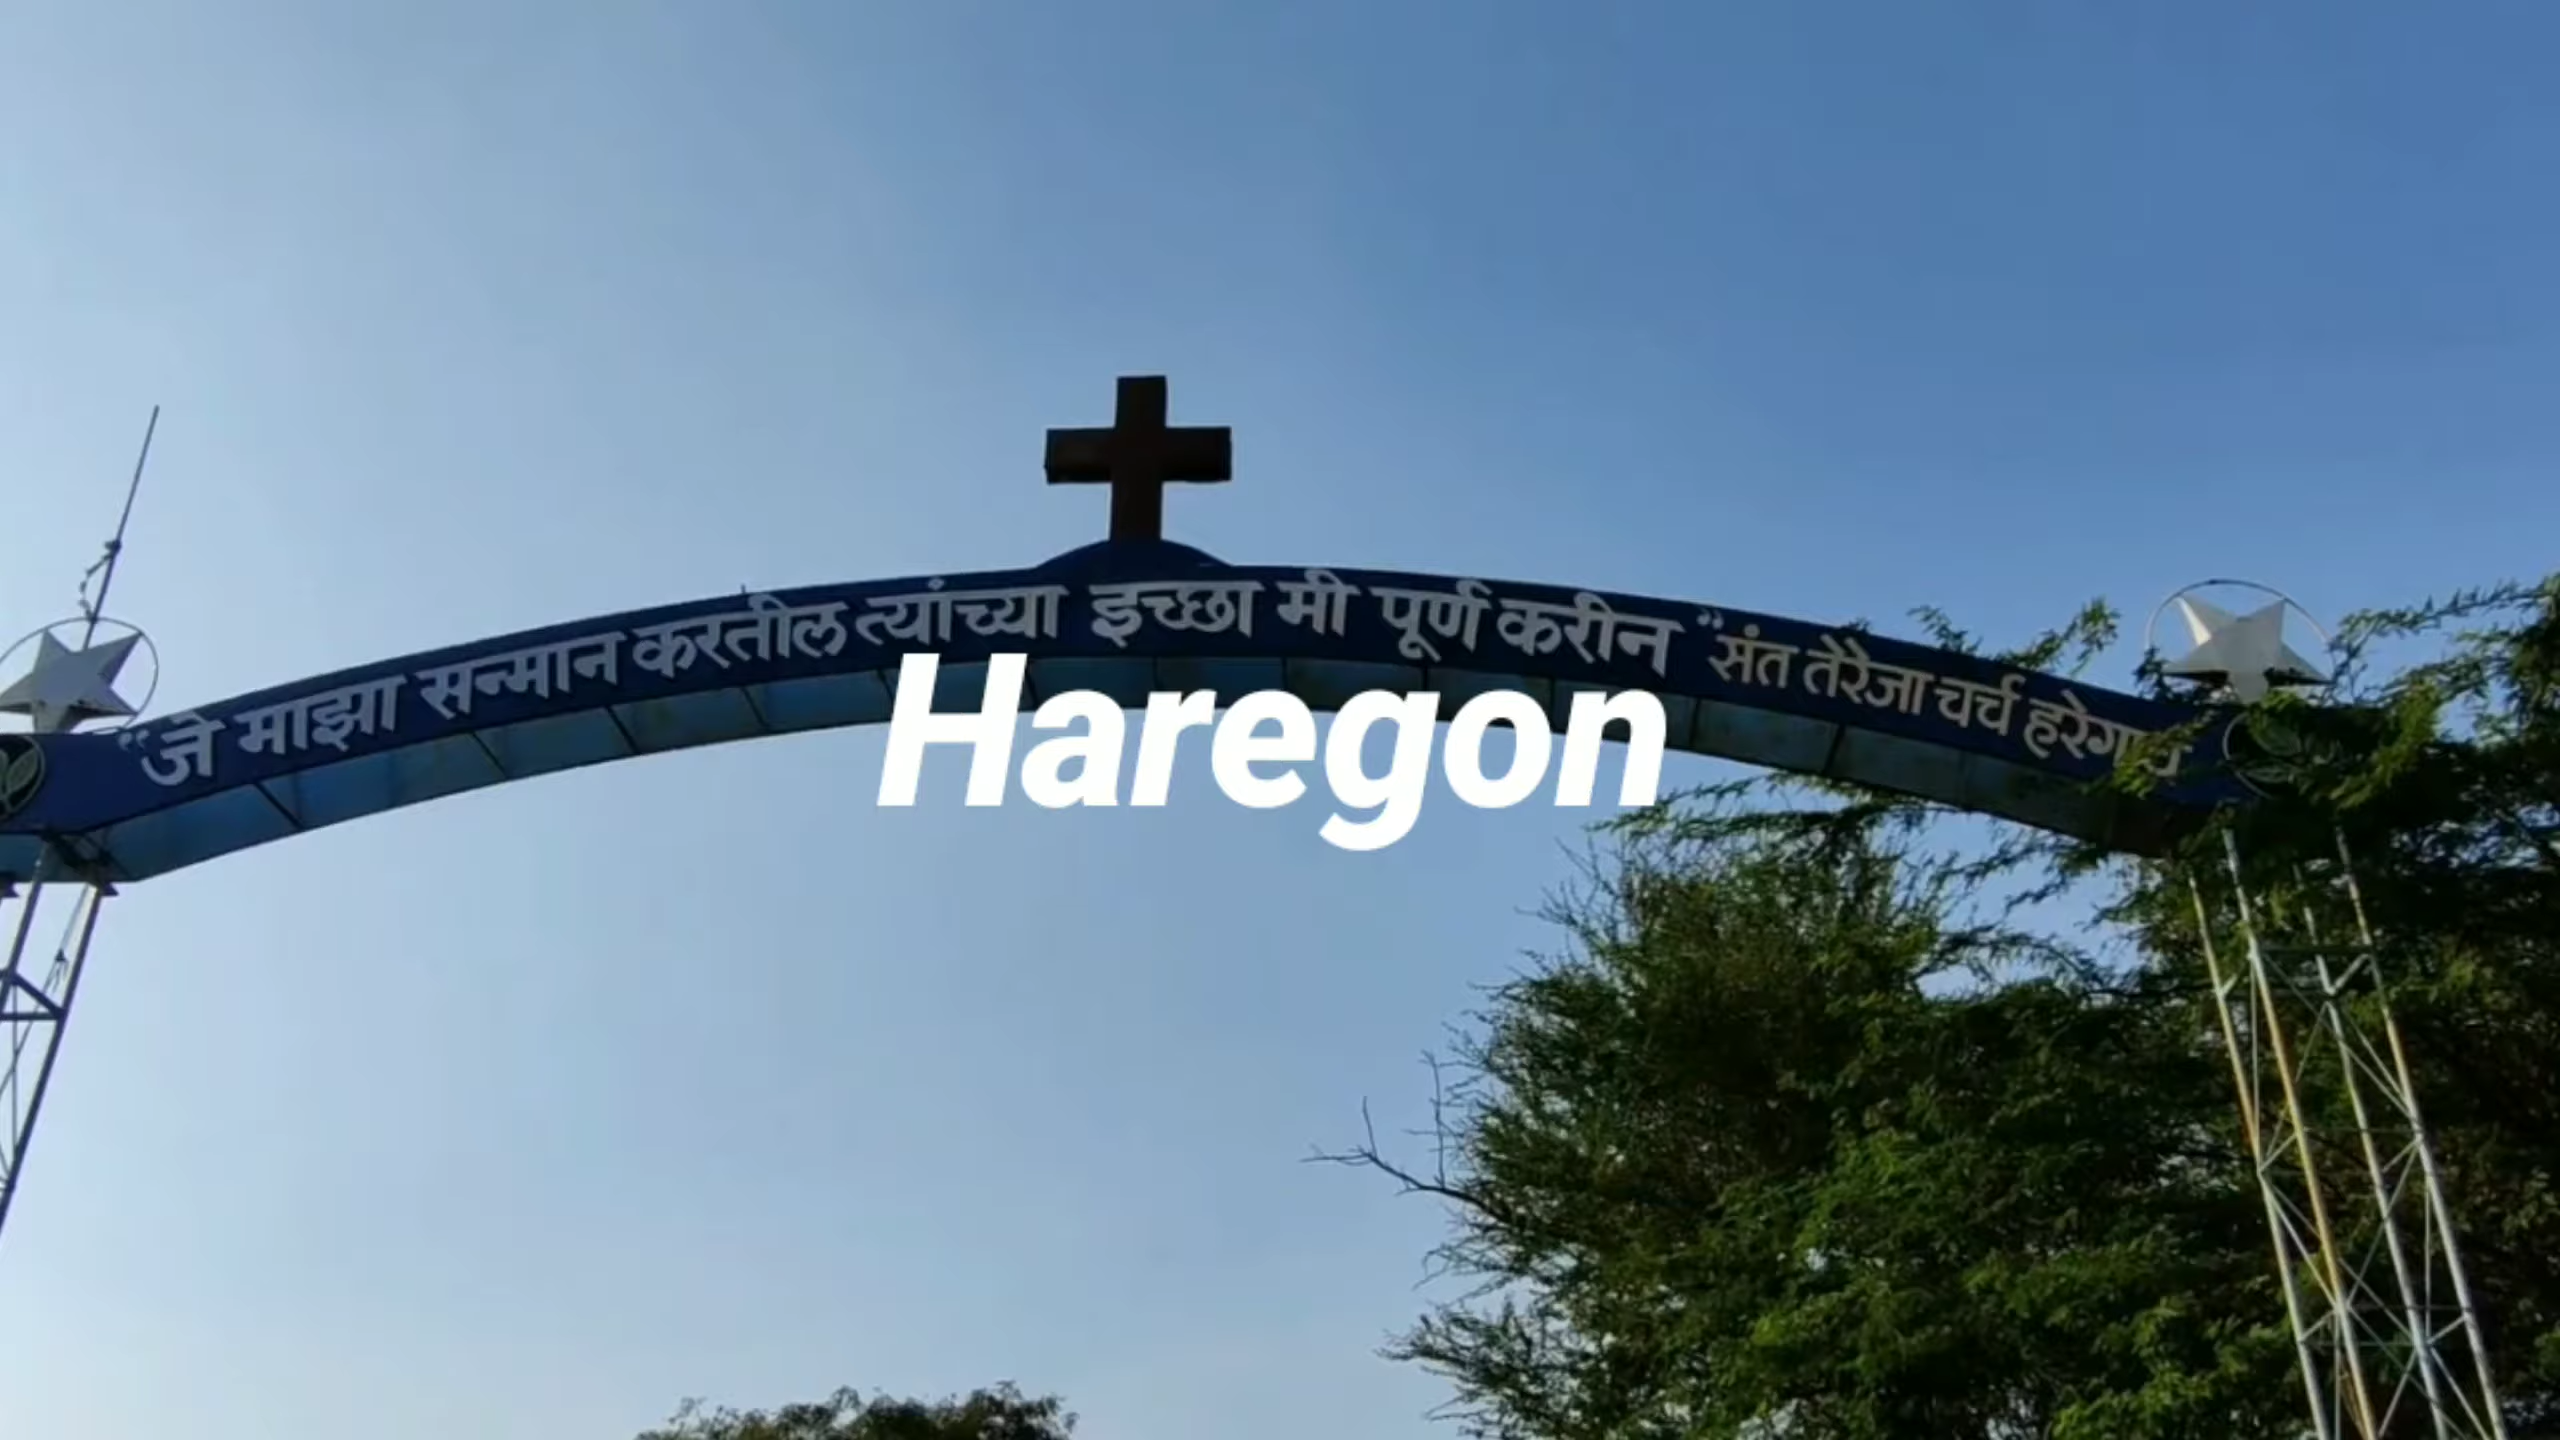 "जे माझा सन्मान करतील त्यांच्या इच्छा मी पूर्ण करीन" संत तेरेजा चर्च
Haregon